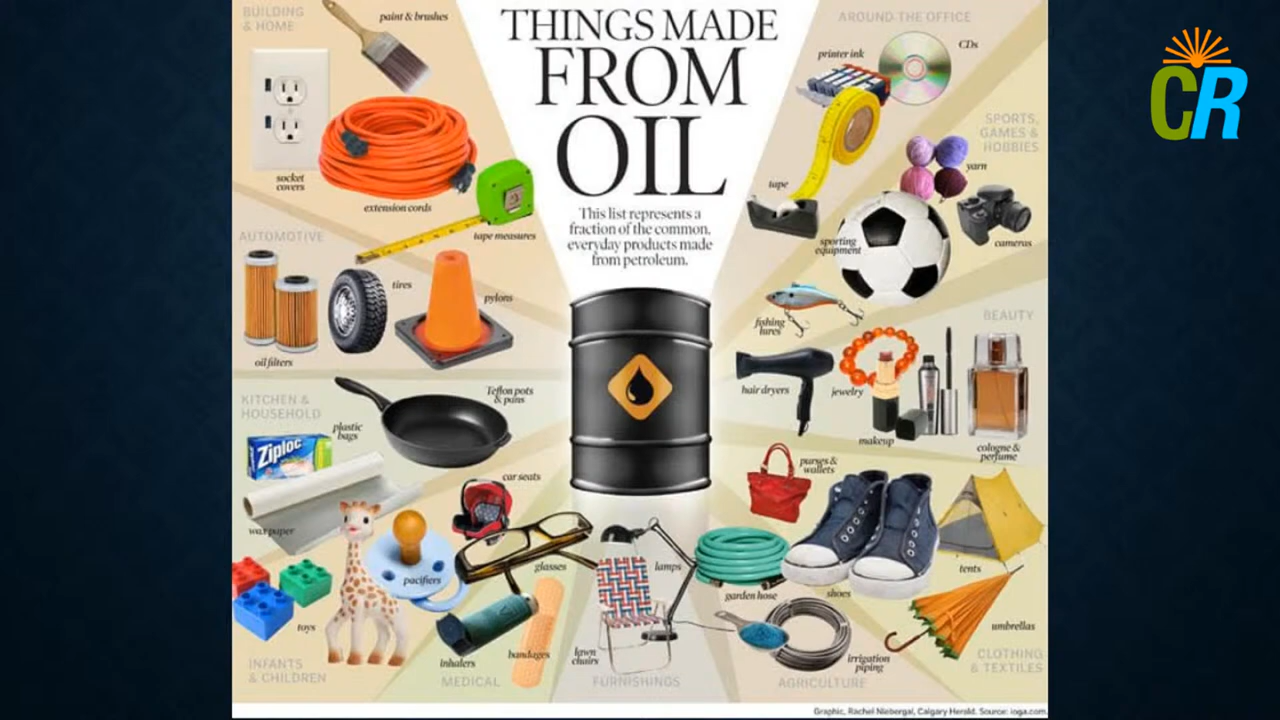 THINGS MADE
FROM
OIL
This list represents a
fraction of the common,
everyday products made
from petroleum.
BUILDING
& HOME
paint & brushes
socket
covers
extension cords
tape measures
AUTOMOTIVE
oil filters
tires
pylons
KITCHEN &
HOUSEHOLD
Teflon pots
& pans
plastic
bags
Ziploc
wax paper
car seats
pacifiers
toys
INFANTS
& CHILDREN
glasses
inhalers
bandages
MEDICAL
lamps
lawn
chairs
FURNISHINGS
garden hose
irrigation
piping
AGRICULTURE
purses &
wallets
shoes
tents
umbrellas
CLOTHING
& TEXTILES
BEAUTY
hair dryers
jewelry
makeup
cologne &
perfume
SPORTS,
GAMES &
HOBBIES
yarn
cameras
sporting
equipment
fishing
lures
AROUND THE OFFICE
printer ink
CDs
tape
CR
Graphic, Rachel Niebergal, Calgary Herald. Source: ioga.com.